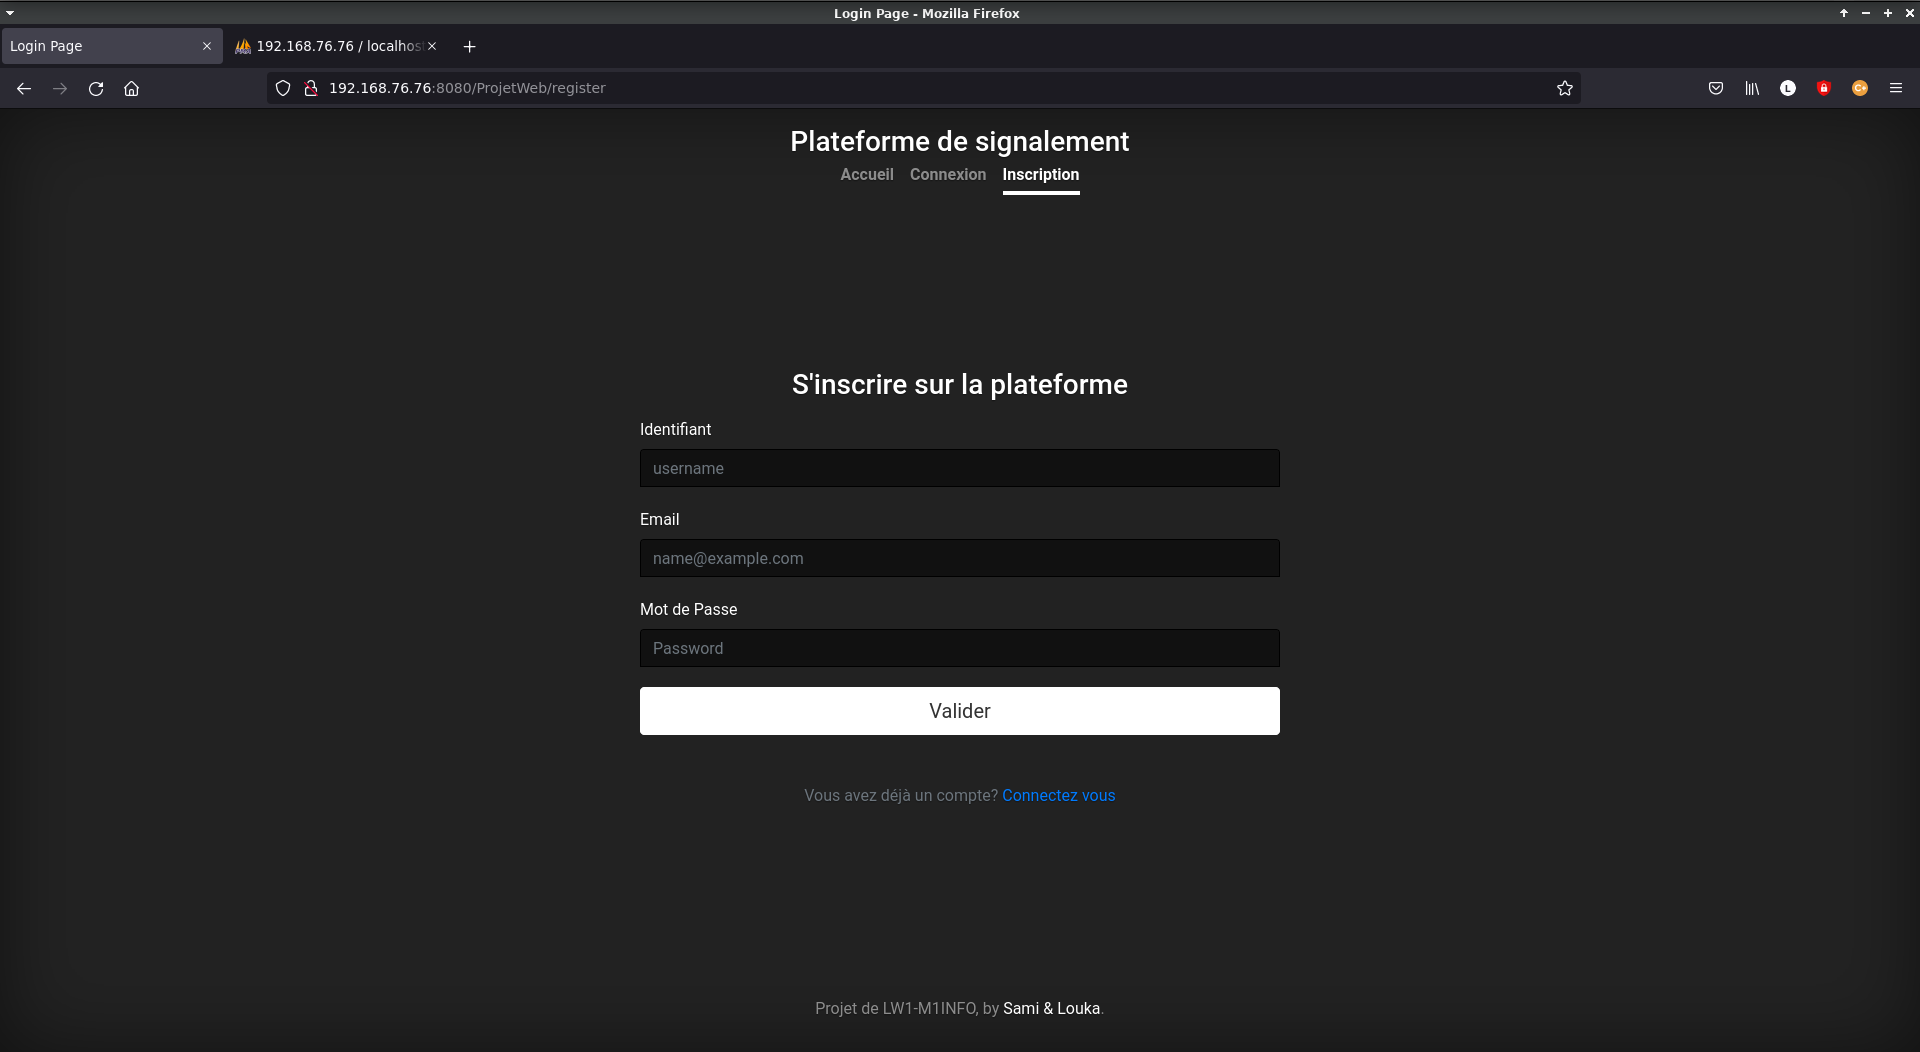 Login Page - Mozilla Firefox
Login Page
192.168.76.76 / localhos
192.168.76.76:8080/ProjetWeb/register
L
C+
Plateforme de signalement
Accueil Connexion Inscription
S'inscrire sur la plateforme
Identifiant
username
Email
name@example.com
Mot de Passe
Password
Valider
Vous avez déjà un compte? Connectez vous
Projet de LW1-M1INFO, by Sami & Louka.